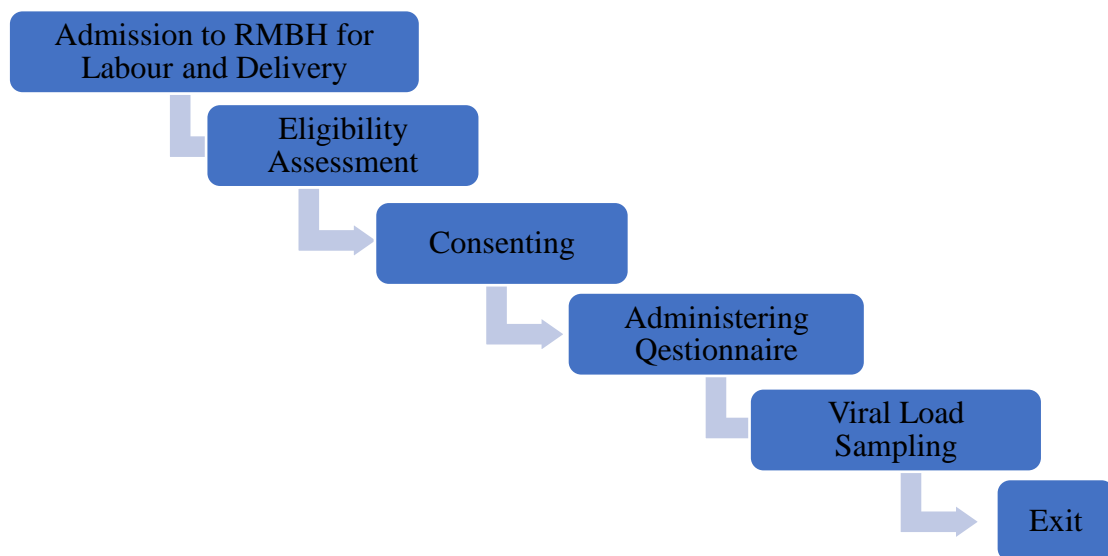 Admission to RMBH for
Labour and Delivery
Eligibility
Assessment
Consenting
Administering
Qestionnaire
Viral Load
Sampling
Exit